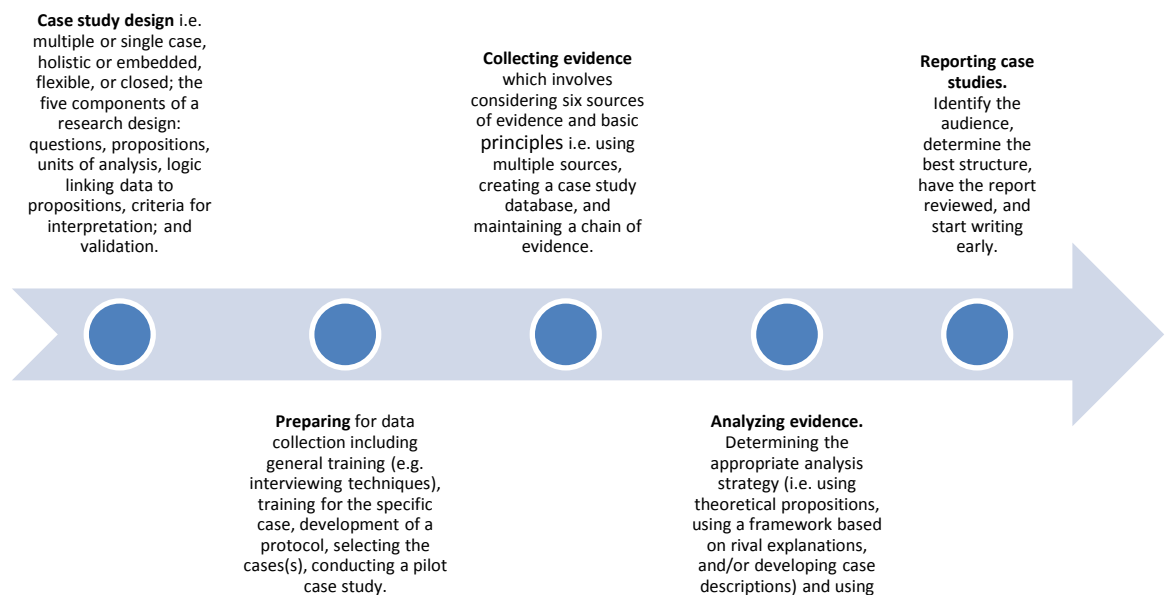 Case study design i.e.
multiple or single case,
holistic or embedded,
flexible, or closed; the
five components of a
research design:
questions, propositions,
units of analysis, logic
linking data to
propositions, criteria for
interpretation; and
validation.
Preparing for data
collection including
general training (e.g.
interviewing techniques),
training for the specific
case, development of a
protocol, selecting the
cases(s), conducting a pilot
case study.
Collecting evidence
which involves
considering six sources
of evidence and basic
principles i.e. using
multiple sources,
creating a case study
database, and
maintaining a chain of
evidence.
Analyzing evidence.
Determining the
appropriate analysis
strategy (i.e. using
theoretical propositions,
using a framework based
on rival explanations,
and/or developing case
descriptions) and using
Reporting case
studies.
Identify the
audience,
determine the
best structure,
have the report
reviewed, and
start writing
early.